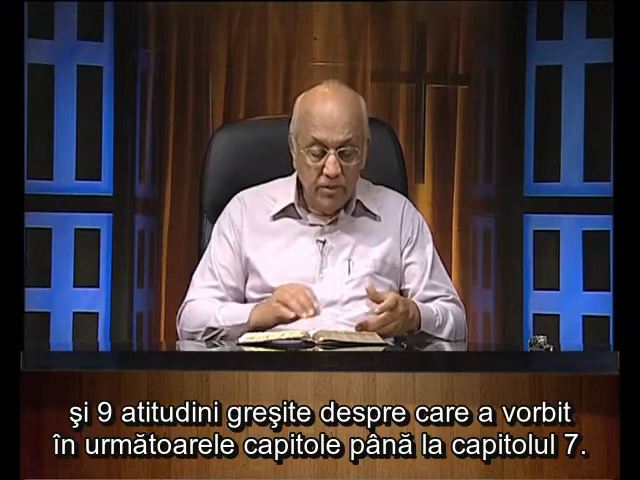 şi 9 atitudini greşite despre care a vorbit
în următoarele capitole până la capitolul 7.